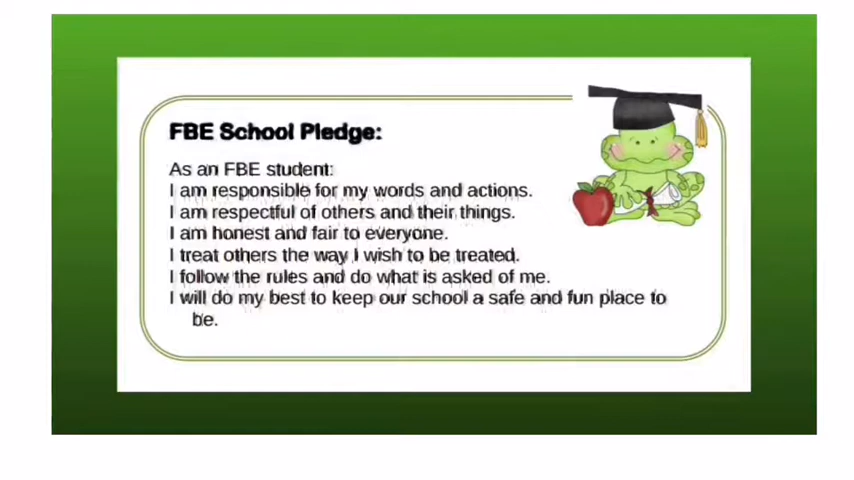 FBE School Pledge:
As an FBE student:
I am responsible for my words and actions.
I am respectful of others and their things.
I am honest and fair to everyone.
I treat others the way I wish to be treated.
I follow the rules and do what is asked of me.
I will do my best to keep our school a safe and fun place to
be.